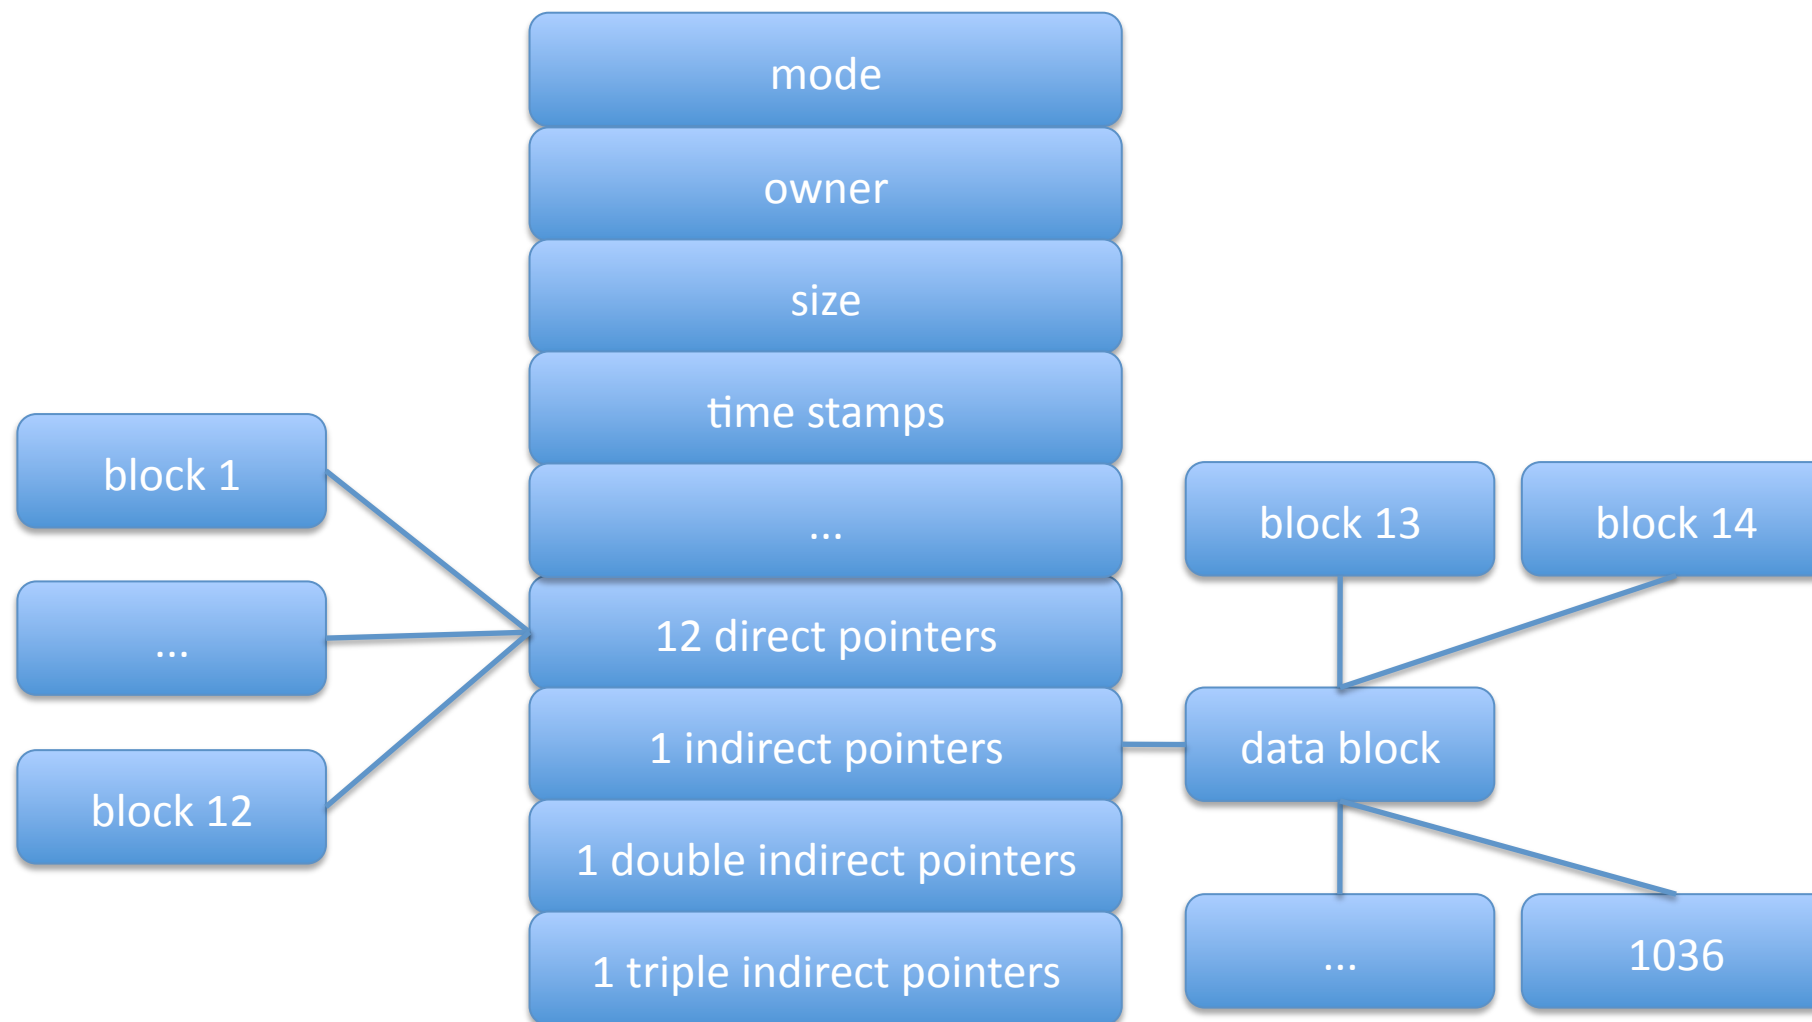 mode
owner
size
time stamps
...
12 direct pointers
1 indirect pointers
1 double indirect pointers
1 triple indirect pointers
block 1
...
block 12
block 13
block 14
data block
...
1036